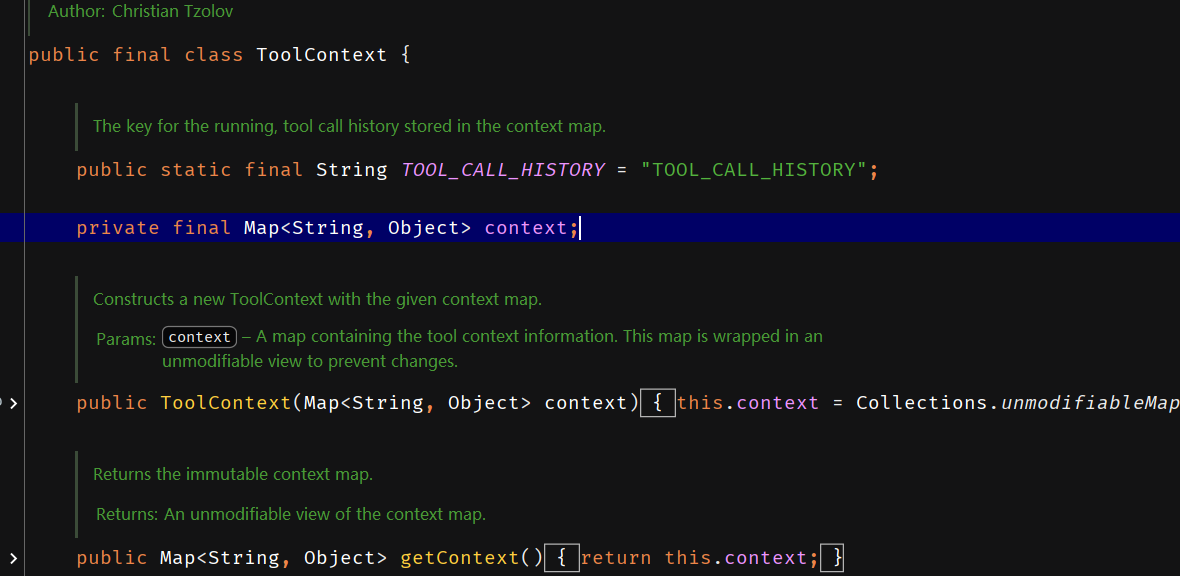 Author: Christian Tzolov
public final class ToolContext {
The key for the running, tool call history stored in the context map.
public static final String TOOL_CALL_HISTORY = "TOOL_CALL_HISTORY";
private final Map<String, Object> context;
Constructs a new ToolContext with the given context map.
Params: context – A map containing the tool context information. This map is wrapped in an
unmodifiable view to prevent changes.
public ToolContext(Map<String, Object> context) { this.context = Collections.unmodifiableMap
Returns the immutable context map.
Returns: An unmodifiable view of the context map.
public Map<String, Object> getContext() { return this.context; }